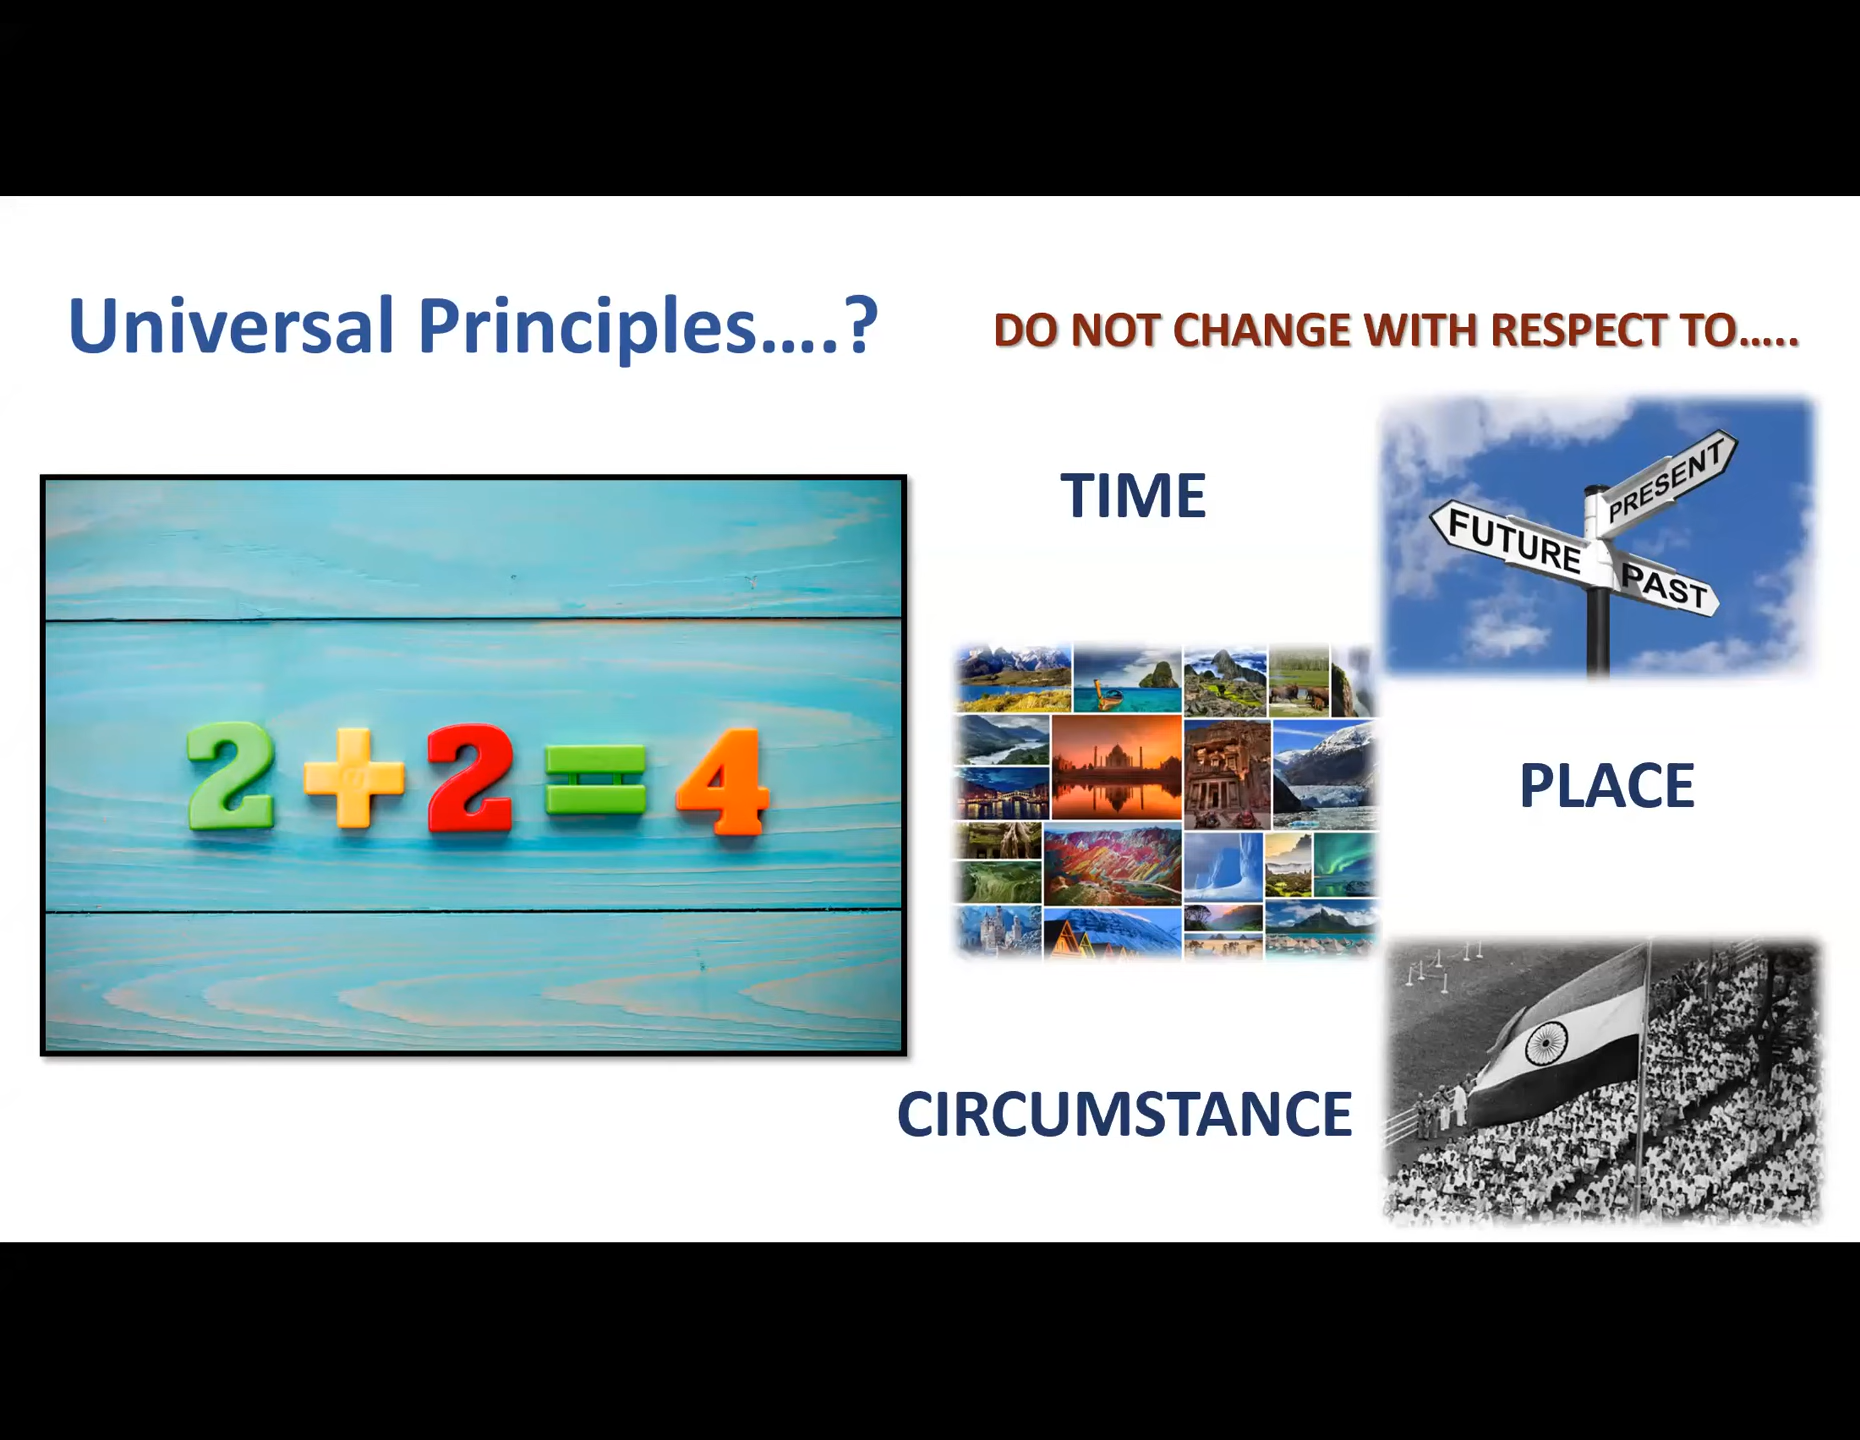 Universal Principles....?
DO NOT CHANGE WITH RESPECT TO.....
TIME
PRESENT
FUTURE
PAST
2+2=4
PLACE
CIRCUMSTANCE